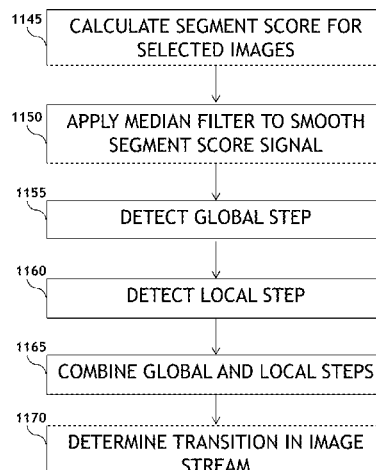 1145
CALCULATE SEGMENT SCORE FOR
SELECTED IMAGES
1150
APPLY MEDIAN FILTER TO SMOOTH
SEGMENT SCORE SIGNAL
1155
DETECT GLOBAL STEP
1160
DETECT LOCAL STEP
1165
COMBINE GLOBAL AND LOCAL STEPS
1170
DETERMINE TRANSITION IN IMAGE
STREAM